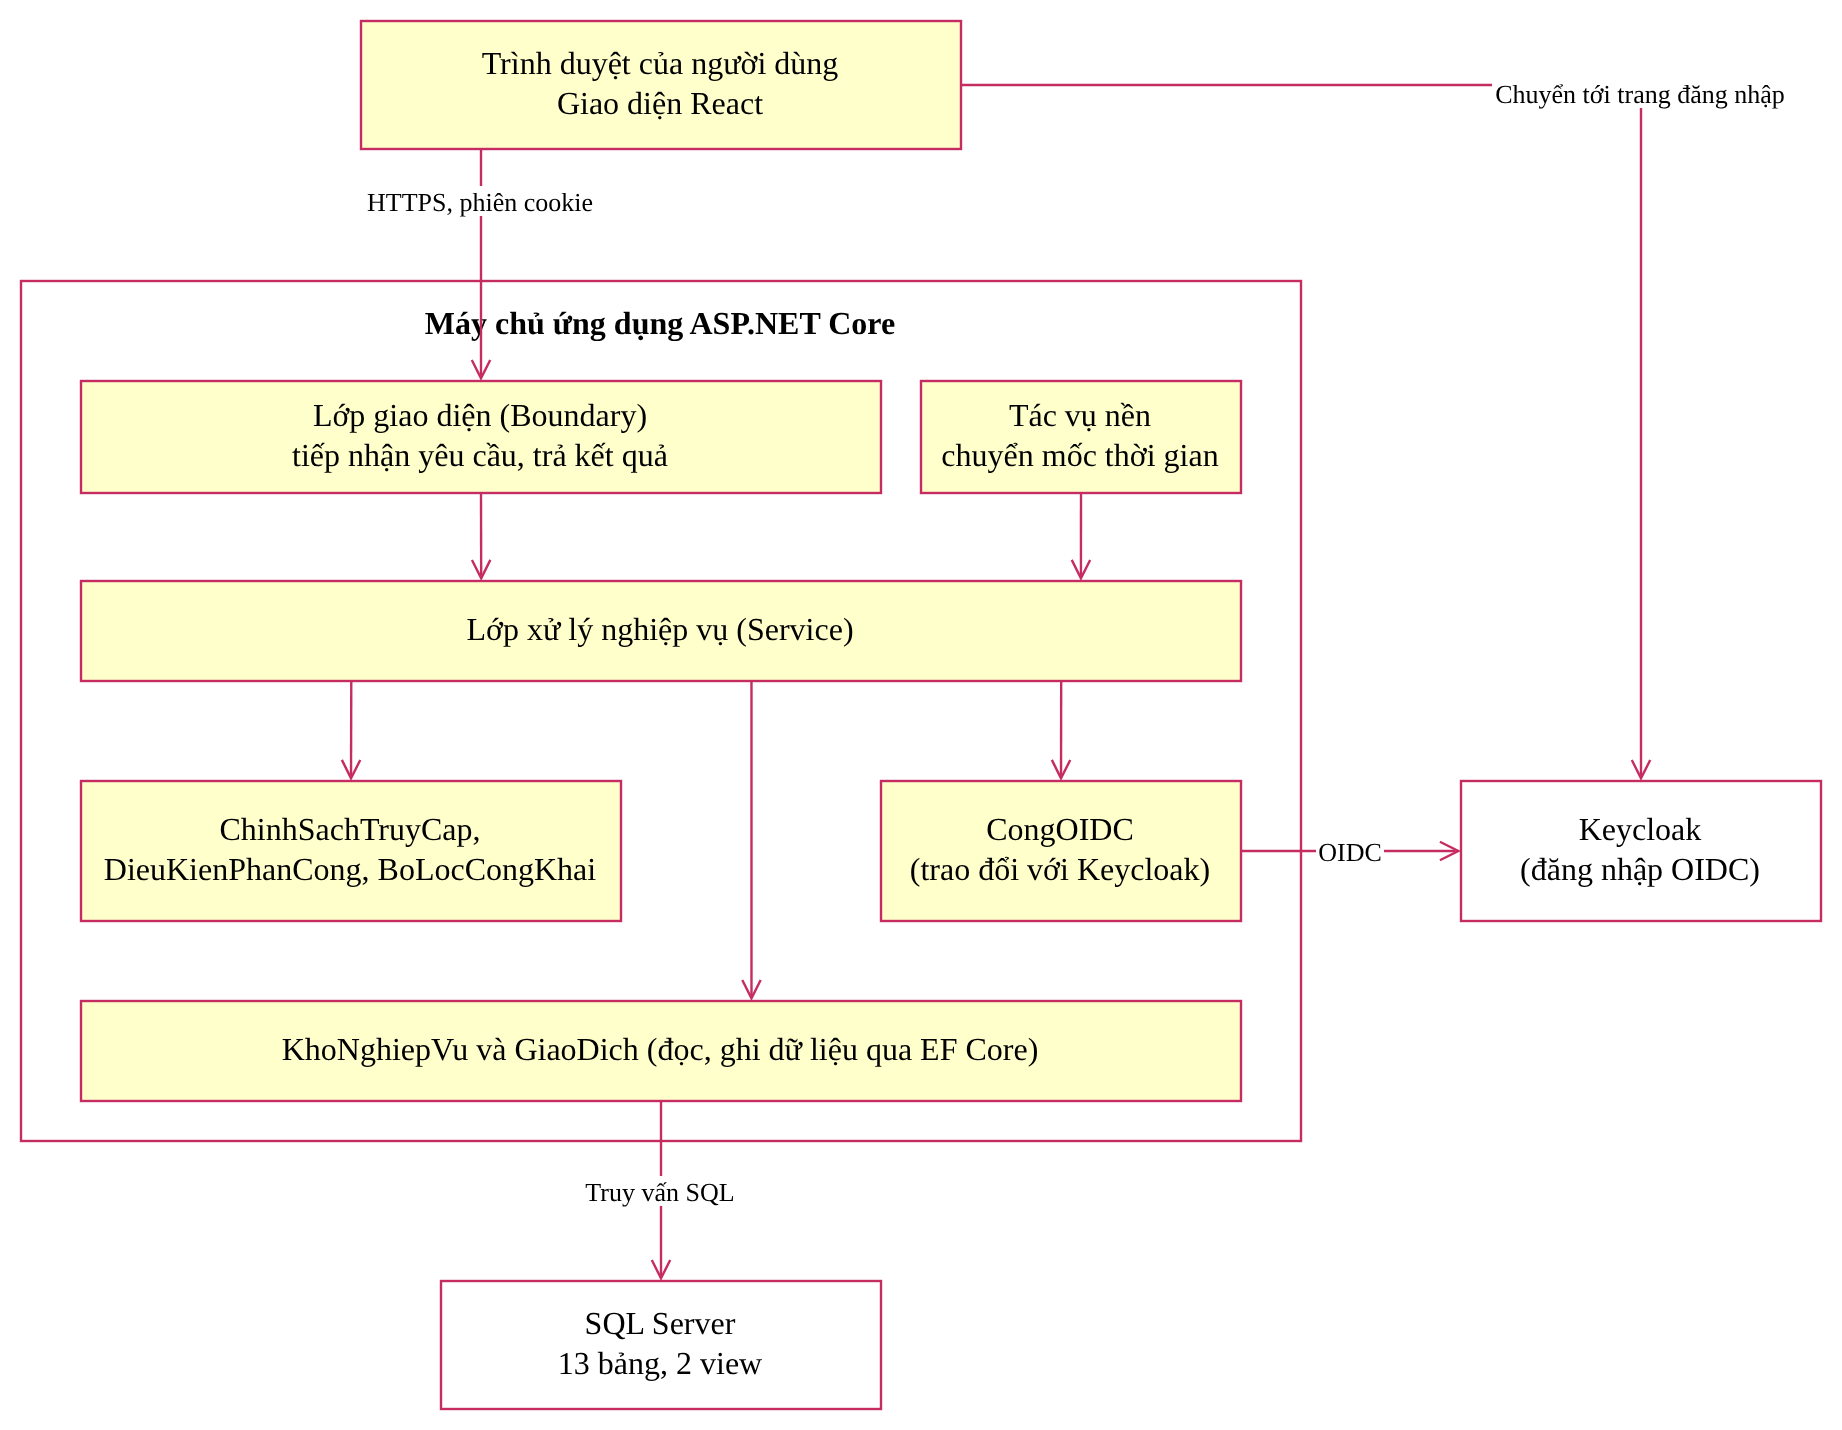 Trình duyệt của người dùng
Giao diện React
Chuyển tới trang đăng nhập
HTTPS, phiên cookie
Máy chủ ứng dụng ASP.NET Core
Lớp giao diện (Boundary)
tiếp nhận yêu cầu, trả kết quả
Tác vụ nền
chuyển mốc thời gian
Lớp xử lý nghiệp vụ (Service)
ChinhSachTruyCap,
DieuKienPhanCong, BoLocCongKhai
CongOIDC
(trao đổi với Keycloak)
OIDC
Keycloak
(đăng nhập OIDC)
KhoNghiepVu và GiaoDich (đọc, ghi dữ liệu qua EF Core)
Truy vấn SQL
SQL Server
13 bảng, 2 view